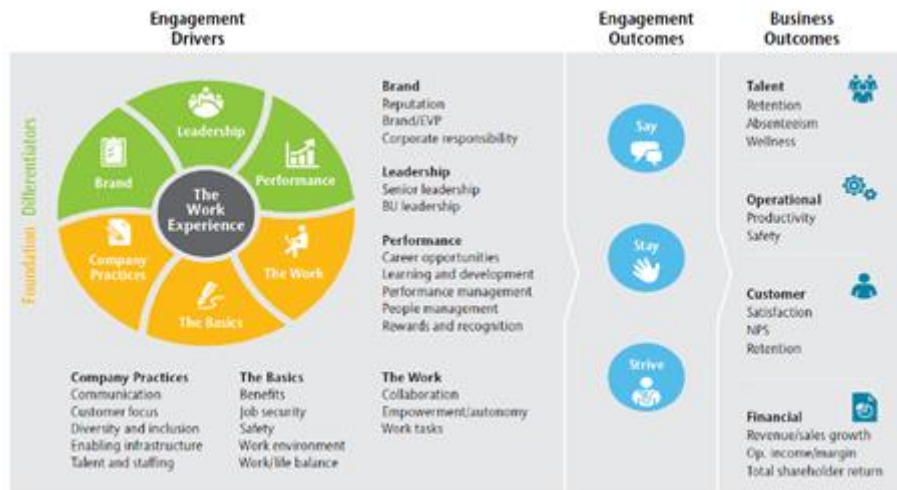 Engagement
Drivers
Engagement
Outcomes
Business
Outcomes
Foundation Differentiators
Leadership
Brand
Performance
The
Work
Experience
Company
Practices
The Work
The Basics
Brand
Reputation
Brand/EVP
Corporate responsibility
Leadership
Senior leadership
BU leadership
Performance
Career opportunities
Learning and development
Performance management
People management
Rewards and recognition
Company Practices
Communication
Customer focus
Diversity and inclusion
Enabling infrastructure
Talent and staffing
The Basics
Benefits
Job security
Safety
Work environment
Work/life balance
The Work
Collaboration
Empowerment/autonomy
Work tasks
Say
Stay
Strive
Talent
Retention
Absenteeism
Wellness
Operational
Productivity
Safety
Customer
Satisfaction
NPS
Retention
Financial
Revenue/sales growth
Op. income/margin
Total shareholder return